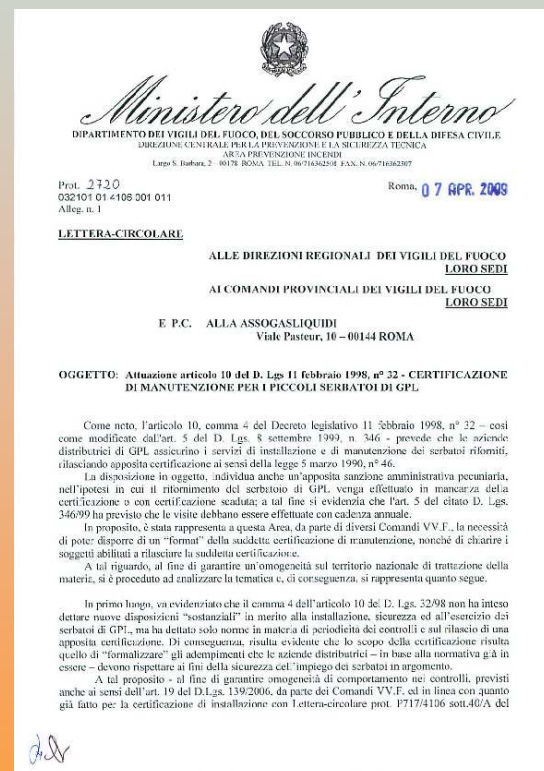 Ministero dell'Interno
DIPARTIMENTO DEI VIGILI DEL FUOCO, DEL SOCCORSO PUBBLICO E DELLA DIFESA CIVILE
DIREZIONE CENTRALE PER LA PREVENZIONE E LA SICUREZZA TECNICA
AREA PREVENZIONE INCENDI
Largo S. Barbara, 2 – 00178 ROMA TEL. N. 06/716362508 FAX. N. 06/716362507
Prot. 2720
032101 01 4106 001 011
Alleg. n. 1
Roma, 07 APR. 2009
LETTERA-CIRCOLARE
ALLE DIREZIONI REGIONALI DEI VIGILI DEL FUOCO
LORO SEDI
AI COMANDI PROVINCIALI DEI VIGILI DEL FUOCO
LORO SEDI
E P.C. ALLA ASSOGASLIQUIDI
Viale Pasteur, 10 – 00144 ROMA
OGGETTO: Attuazione articolo 10 del D. Lgs 11 febbraio 1998, n° 32 - CERTIFICAZIONE
DI MANUTENZIONE PER I PICCOLI SERBATOI DI GPL
Come noto, l'articolo 10, comma 4 del Decreto legislativo 11 febbraio 1998, n° 32 – così
come modificato dall'art. 5 del D. Lgs. 8 settembre 1999, n. 346 - prevede che le aziende
distributrici di GPL assicurino i servizi di installazione e di manutenzione dei serbatoi riforniti,
rilasciando apposita certificazione ai sensi della legge 5 marzo 1990, n° 46.
La disposizione in oggetto, individua anche un'apposita sanzione amministrativa pecuniaria,
nell'ipotesi in cui il rifornimento del serbatoio di GPL venga effettuato in mancanza della
certificazione o con certificazione scaduta; a tal fine si evidenzia che l'art. 5 del citato D. Lgs.
346/99 ha previsto che le visite debbano essere effettuate con cadenza annuale.
In proposito, è stata rappresenta a questa Area, da parte di diversi Comandi VV.F., la necessità
di poter disporre di un "format" della suddetta certificazione di manutenzione, nonché di chiarire i
soggetti abilitati a rilasciare la suddetta certificazione.
A tal riguardo, al fine di garantire un'omogeneità sul territorio nazionale di trattazione della
materia, si è proceduto ad analizzare la tematica e, di conseguenza, si rappresenta quanto segue.
In primo luogo, va evidenziato che il comma 4 dell'articolo 10 del D. Lgs. 32/98 non ha inteso
dettare nuove disposizioni "sostanziali" in merito alla installazione, sicurezza ed all'esercizio dei
serbatoi di GPL, ma ha dettato solo norme in materia di periodicità dei controlli e sul rilascio di una
apposita certificazione. Di conseguenza, risulta evidente che lo scopo della certificazione risulta
quello di "formalizzare" gli adempimenti che le aziende distributrici – in base alla normativa già in
essere – devono rispettare ai fini della sicurezza dell'impiego dei serbatoi in argomento.
A tal proposito - al fine di garantire omogeneità di comportamento nei controlli, previsti
anche ai sensi dell'art. 19 del D.Lgs. 139/2006, da parte dei Comandi VV.F. ed in linea con quanto
già fatto per la certificazione di installazione con Lettera-circolare prot. P717/4106 sott.40/A del